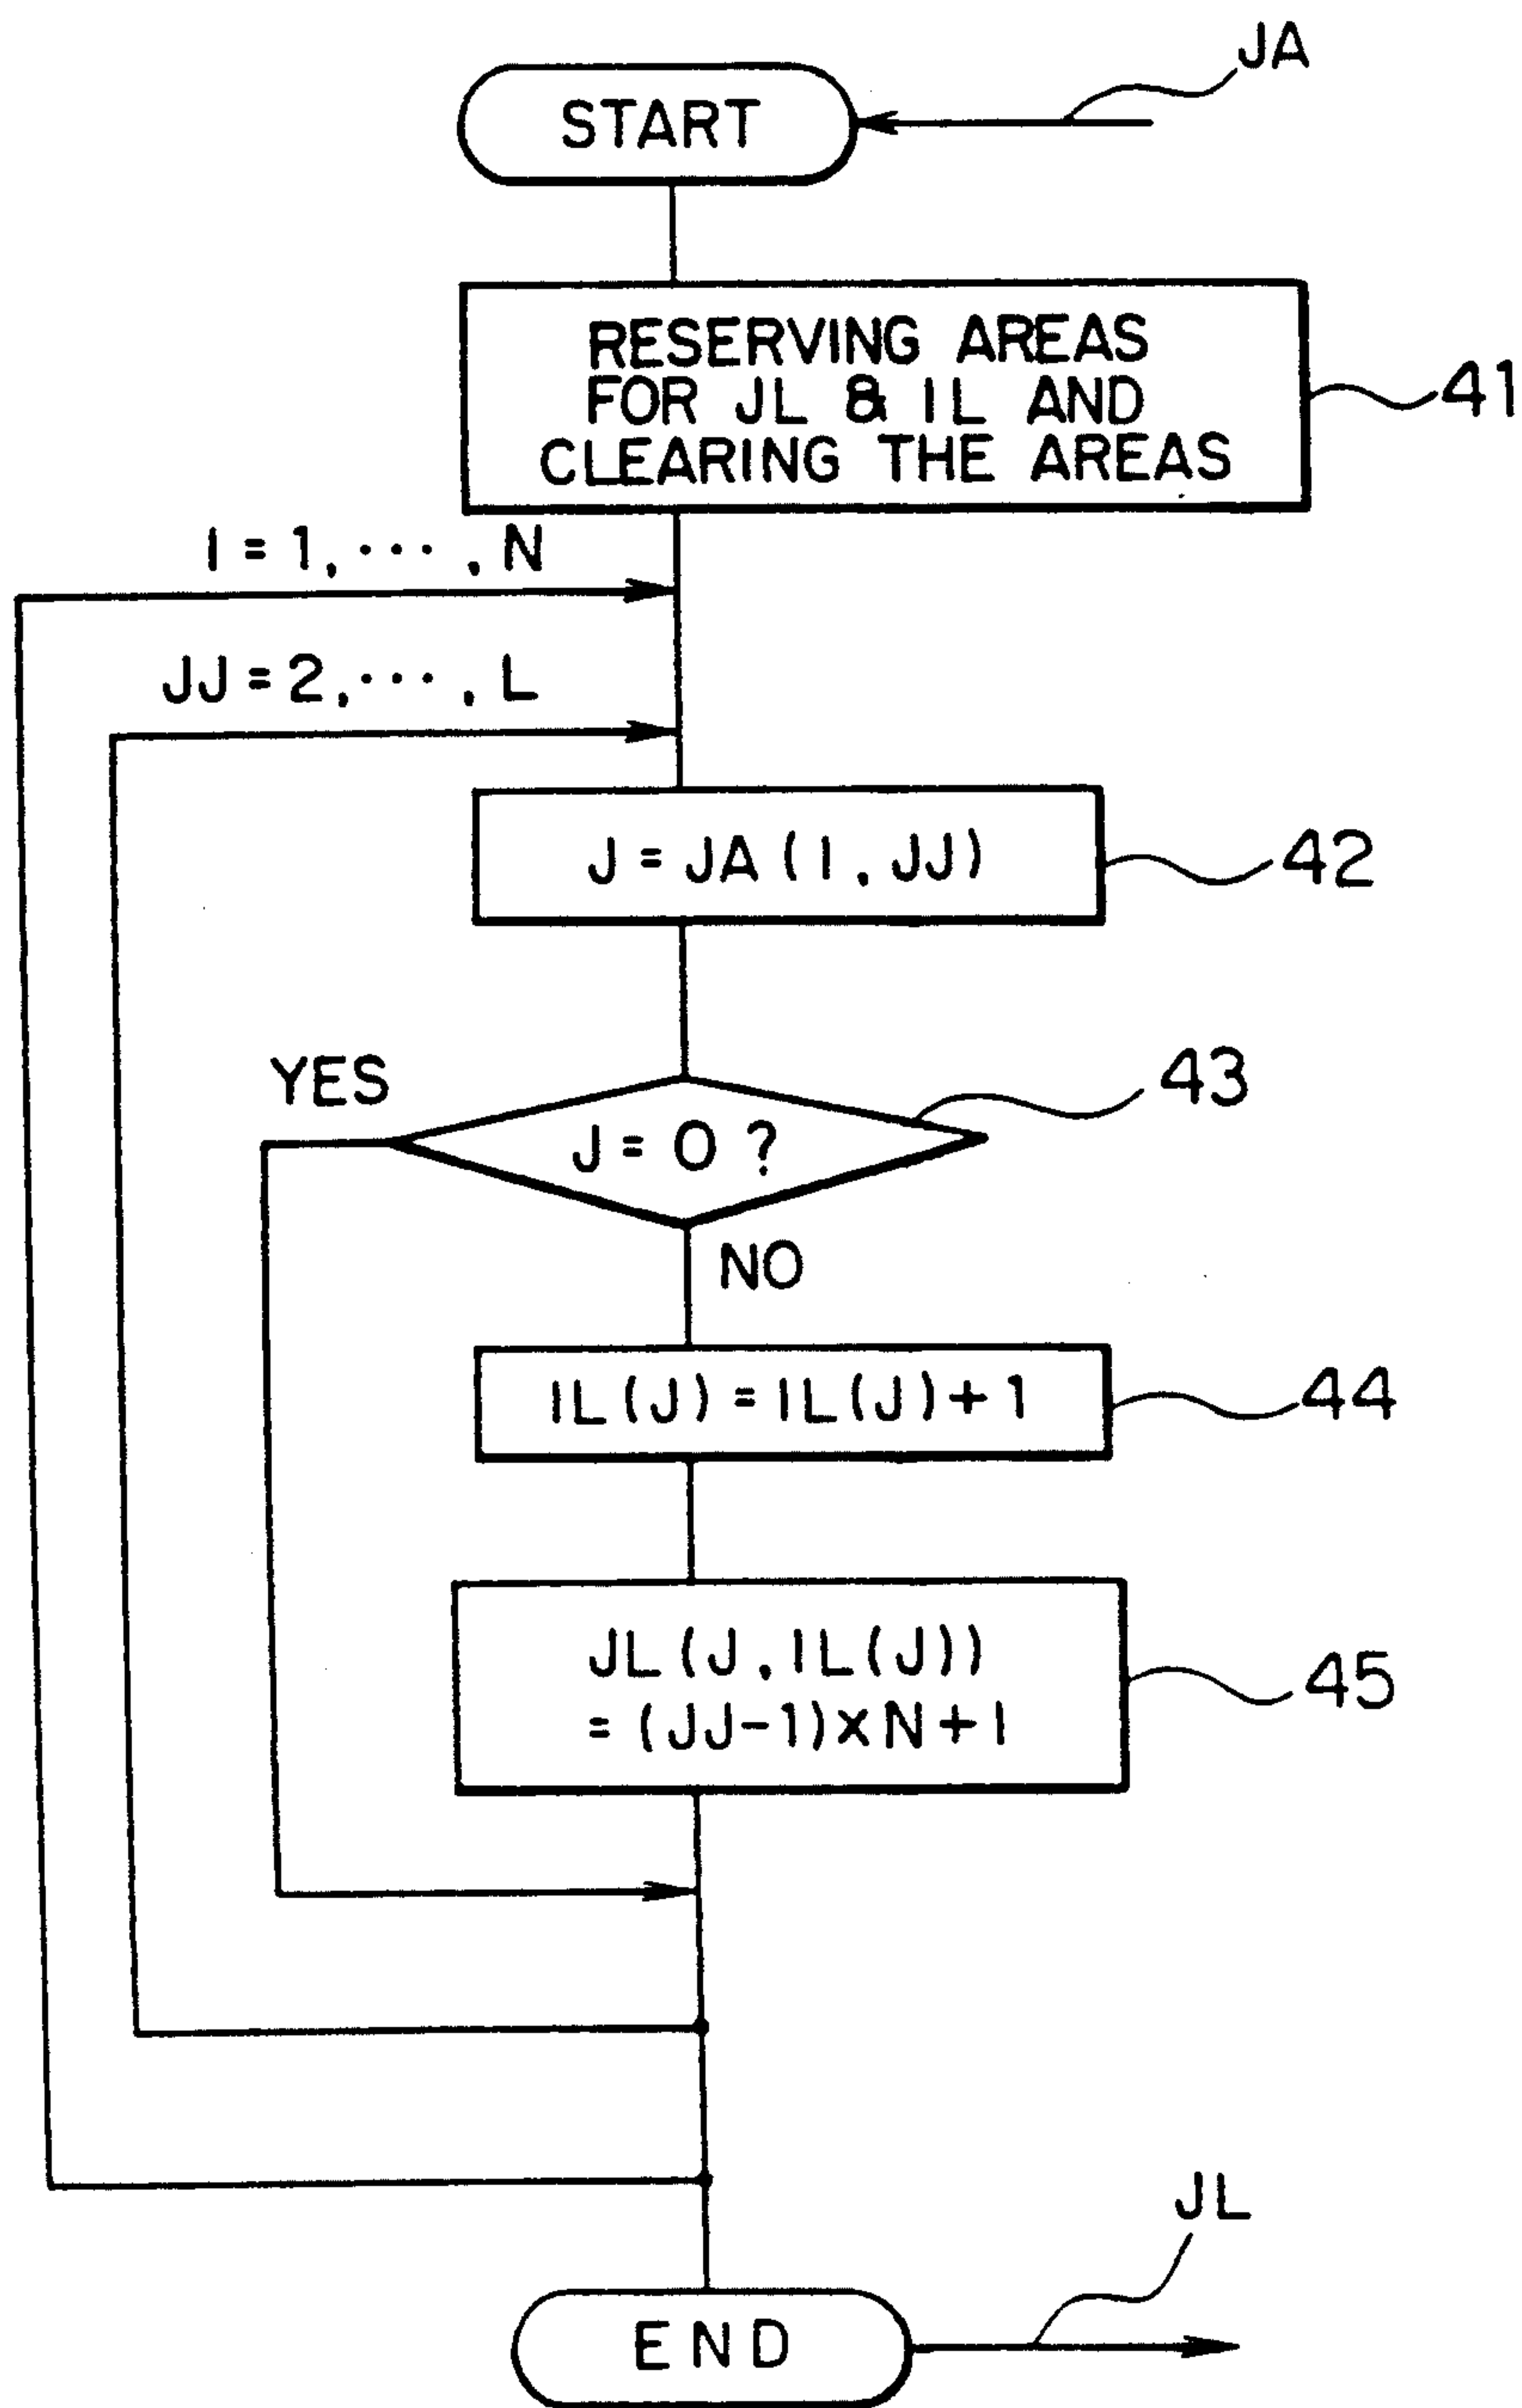 JA
START
RESERVING AREAS
FOR JL & IL AND
CLEARING THE AREAS
41
I = 1, ··· , N
JJ = 2, ··· , L
J = JA ( I , JJ )
42
YES
43
J = 0 ?
NO
IL(J) = IL(J) + 1
44
JL (J, IL(J))
= (JJ-1)×N+I
45
JL
END